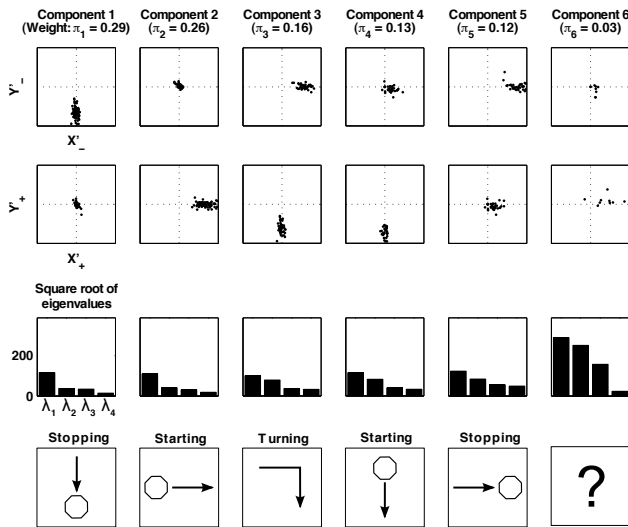 Component 1 Component 2 Component 3 Component 4 Component 5 Component 6
(Weight: π₁ = 0.29) (π₂ = 0.26) (π₃ = 0.16) (π₄ = 0.13) (π₅ = 0.12) (π₆ = 0.03)
Y'₋
X'₋
Y'₊
X'₊
Square root of
eigenvalues
200
0
λ₁ λ₂ λ₃ λ₄
Stopping Starting Turning Starting Stopping
?